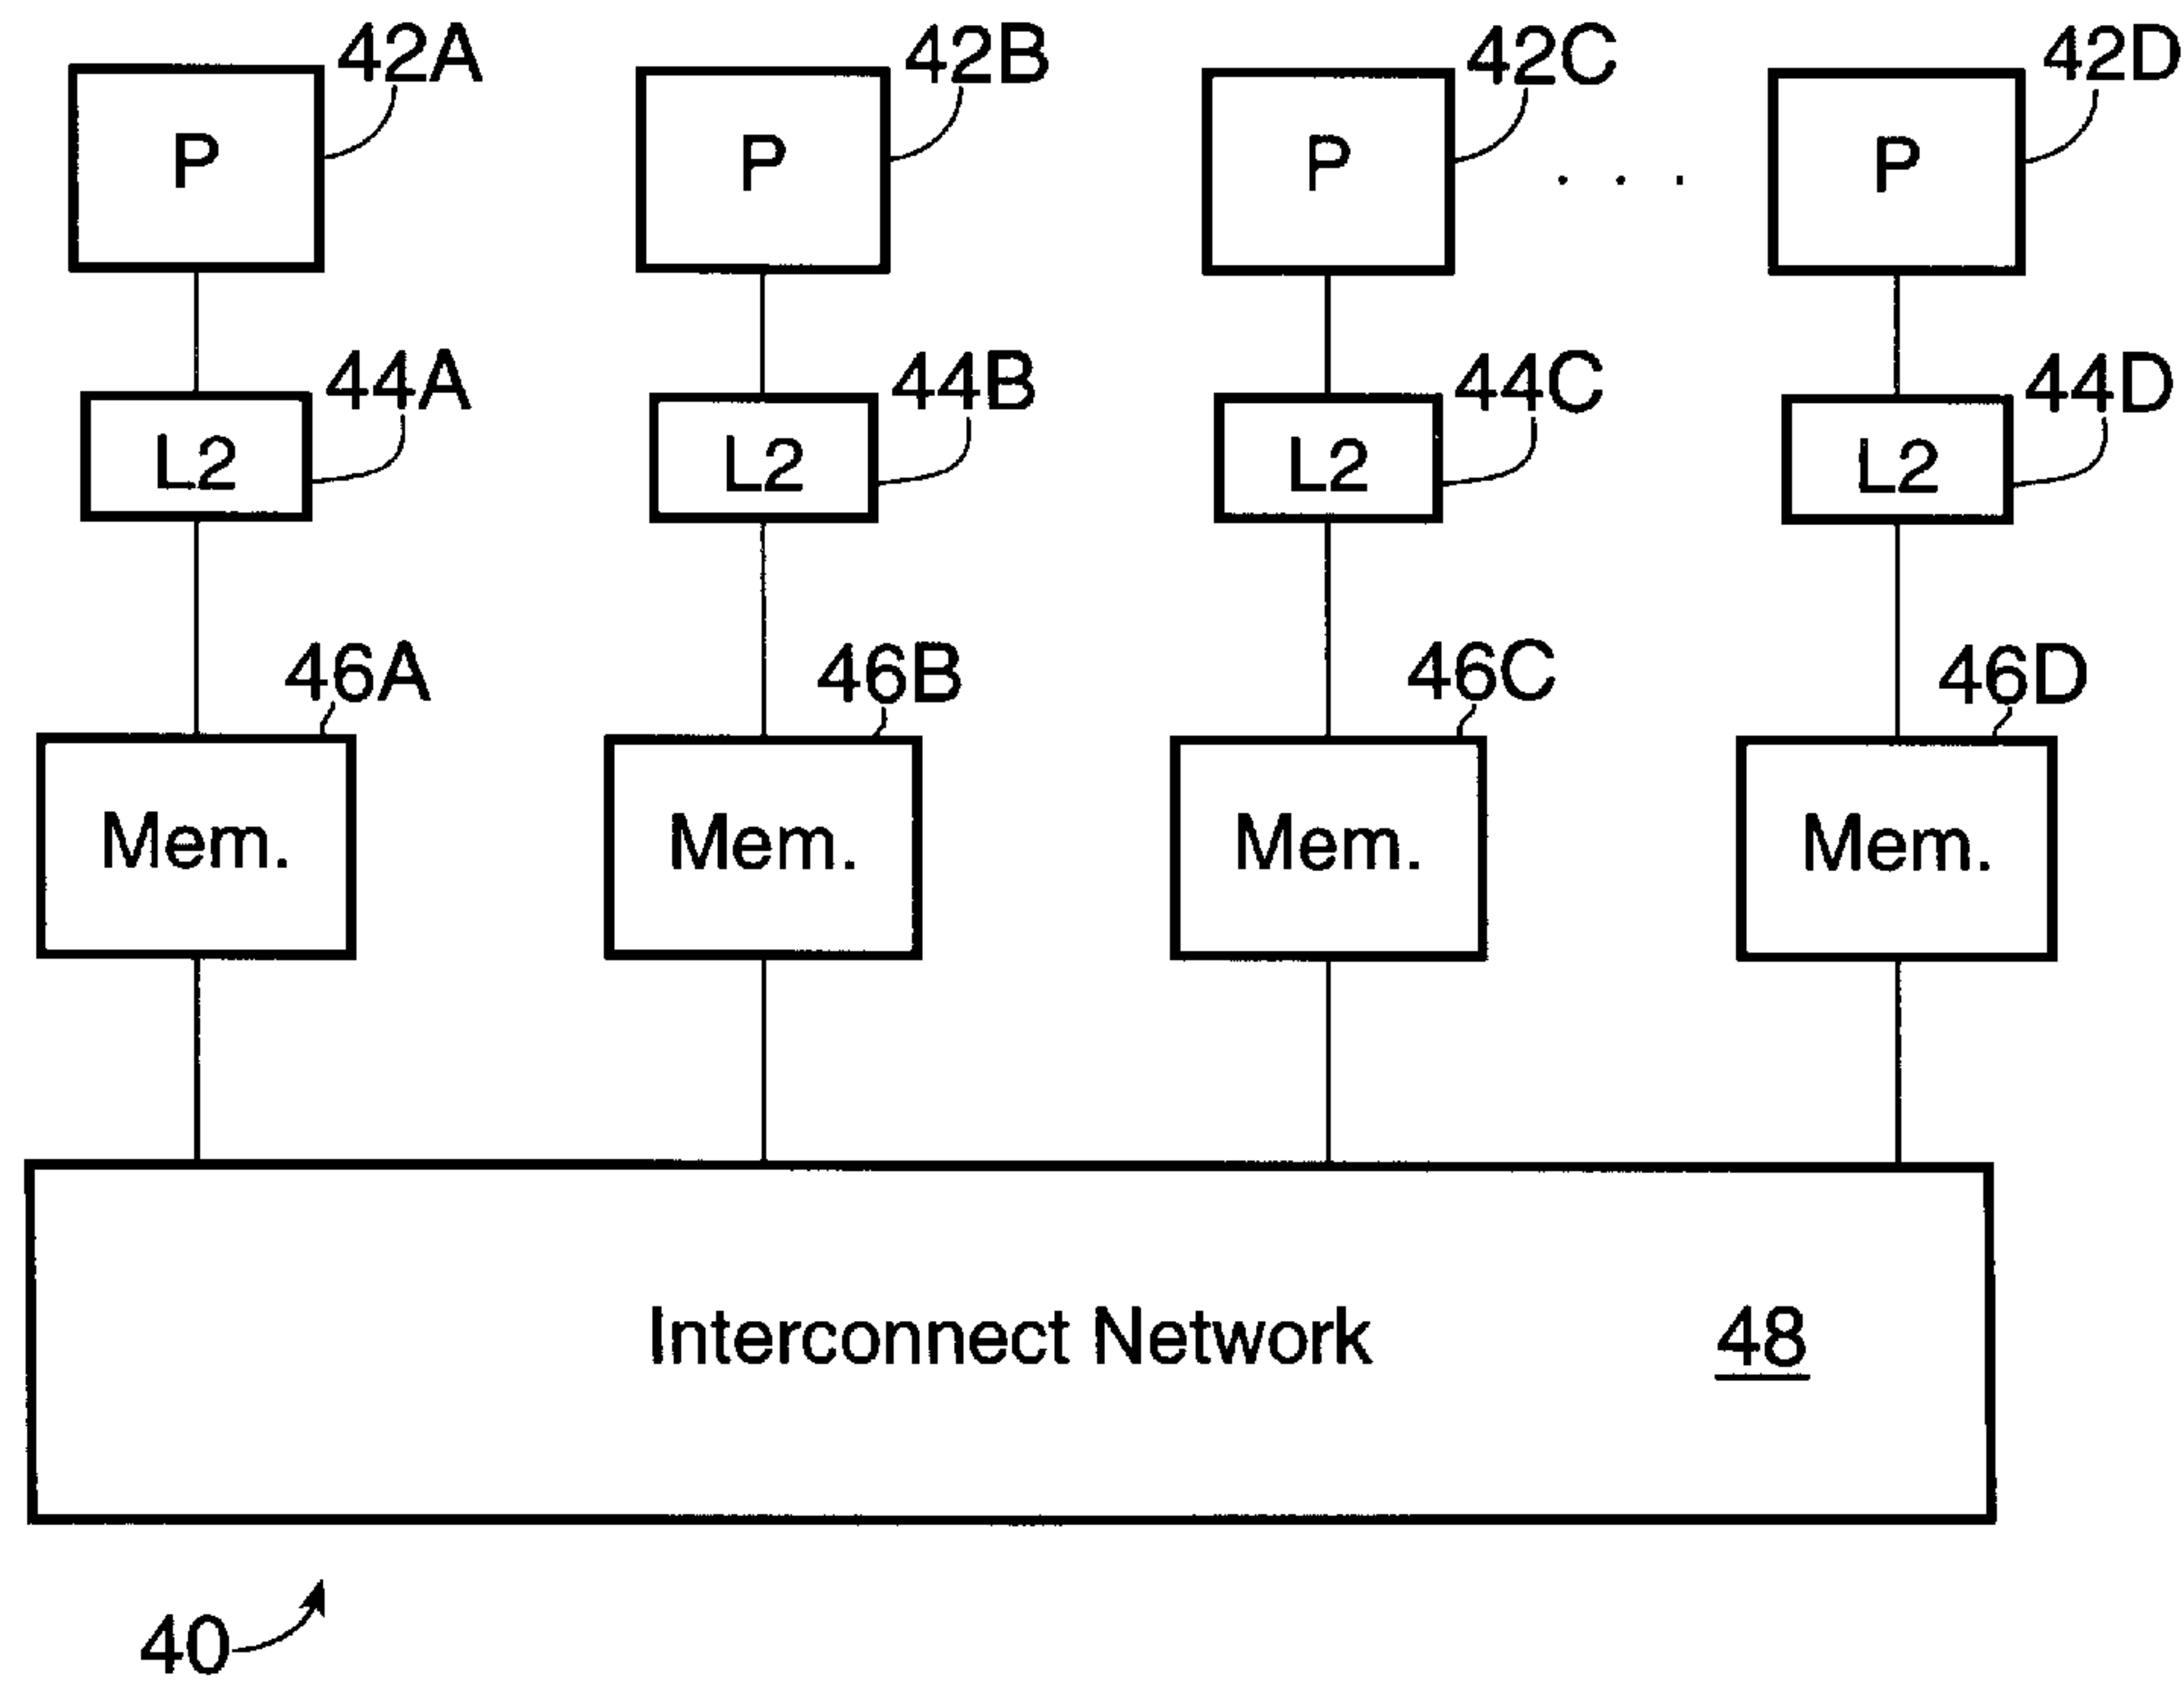 42A 42B 42C 42D
P P P . . . P
44A 44B 44C 44D
L2 L2 L2 L2
46A 46B 46C 46D
Mem. Mem. Mem. Mem.
Interconnect Network 48
40